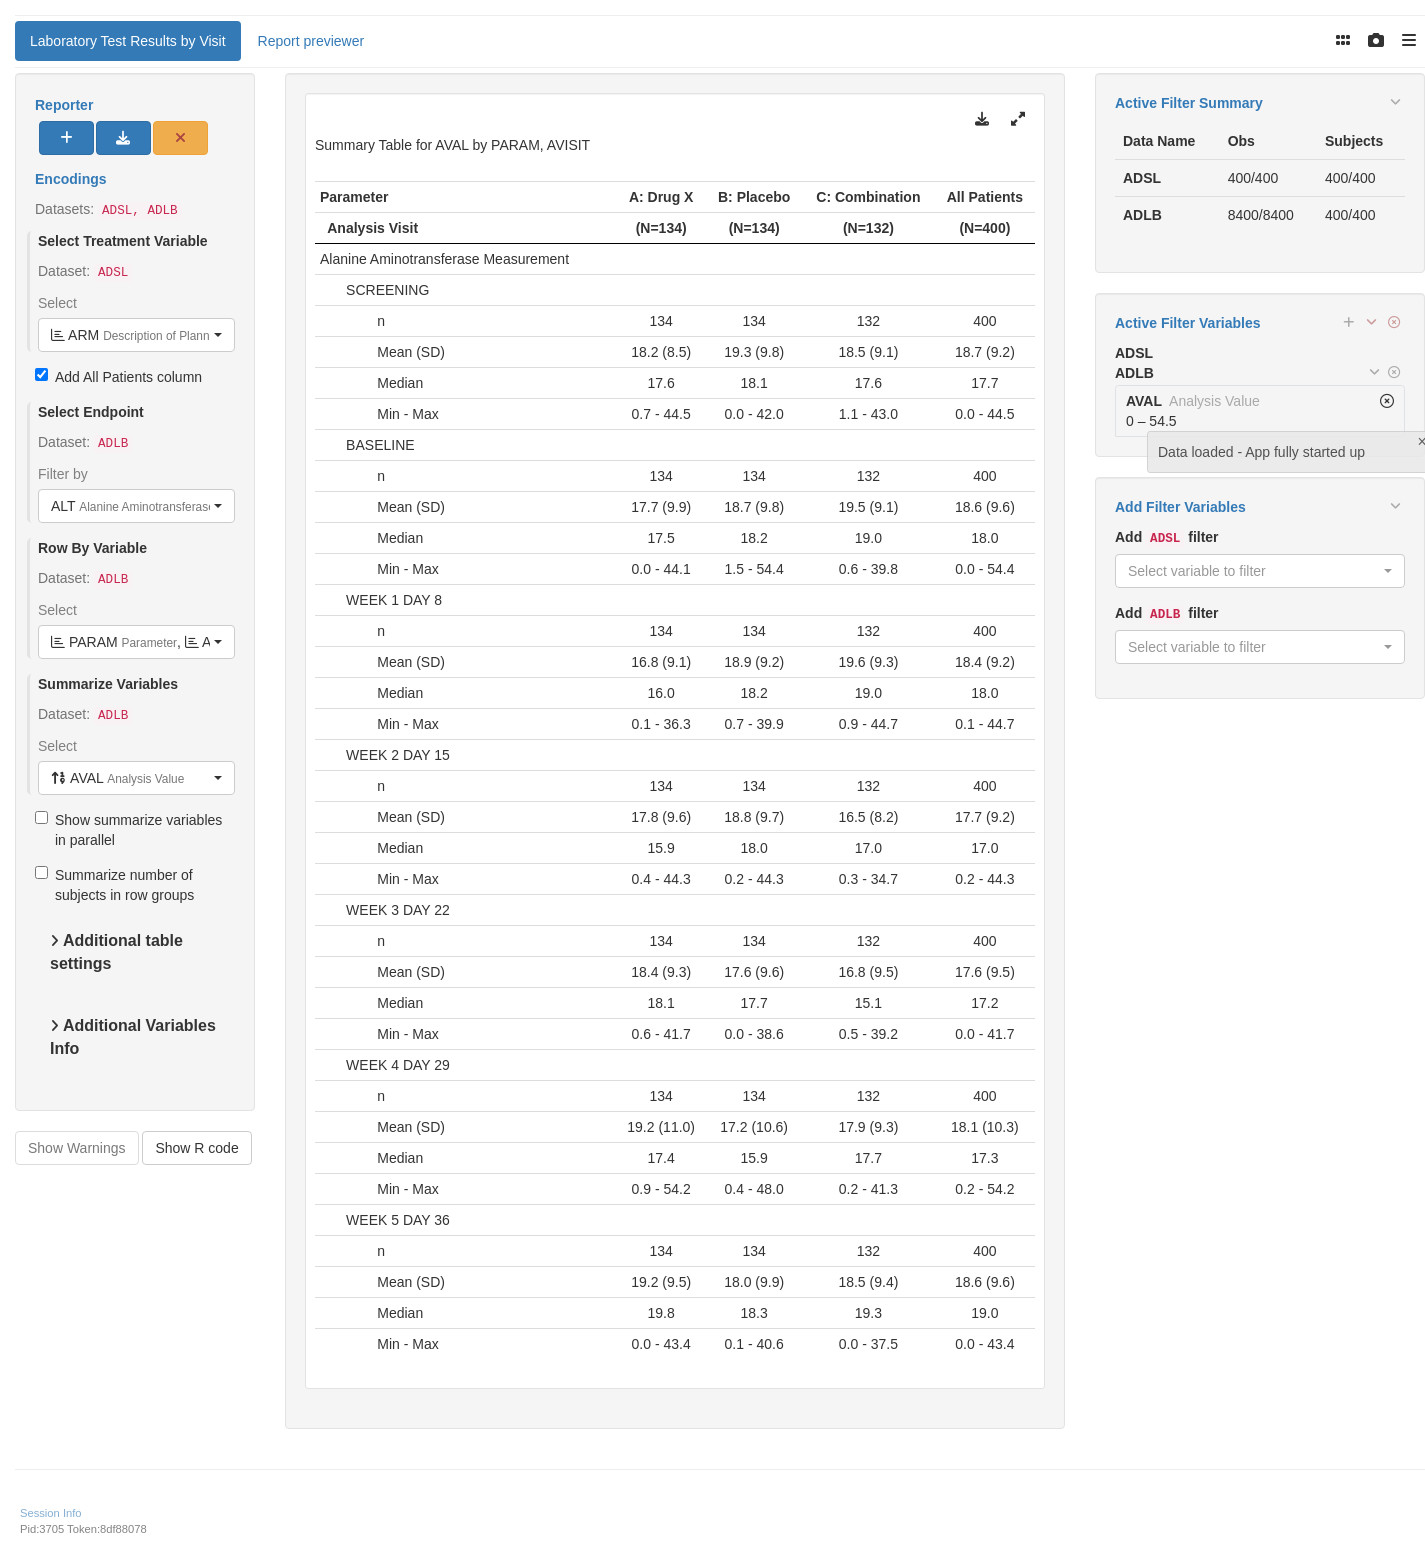 Laboratory Test Results by Visit
Report previewer
Reporter
Encodings
Datasets: ADSL, ADLB
Select Treatment Variable
Dataset: ADSL
Select
ARM Description of Plann
Add All Patients column
Select Endpoint
Dataset: ADLB
Filter by
ALT Alanine Aminotransferase
Row By Variable
Dataset: ADLB
Select
PARAM Parameter, A
Summarize Variables
Dataset: ADLB
Select
AVAL Analysis Value
Show summarize variables
in parallel
Summarize number of
subjects in row groups
Additional table
settings
Additional Variables
Info
Show Warnings
Show R code
Summary Table for AVAL by PARAM, AVISIT
Parameter A: Drug X B: Placebo C: Combination All Patients
Analysis Visit (N=134) (N=134) (N=132) (N=400)
Alanine Aminotransferase Measurement
SCREENING
n 134 134 132 400
Mean (SD) 18.2 (8.5) 19.3 (9.8) 18.5 (9.1) 18.7 (9.2)
Median 17.6 18.1 17.6 17.7
Min - Max 0.7 - 44.5 0.0 - 42.0 1.1 - 43.0 0.0 - 44.5
BASELINE
n 134 134 132 400
Mean (SD) 17.7 (9.9) 18.7 (9.8) 19.5 (9.1) 18.6 (9.6)
Median 17.5 18.2 19.0 18.0
Min - Max 0.0 - 44.1 1.5 - 54.4 0.6 - 39.8 0.0 - 54.4
WEEK 1 DAY 8
n 134 134 132 400
Mean (SD) 16.8 (9.1) 18.9 (9.2) 19.6 (9.3) 18.4 (9.2)
Median 16.0 18.2 19.0 18.0
Min - Max 0.1 - 36.3 0.7 - 39.9 0.9 - 44.7 0.1 - 44.7
WEEK 2 DAY 15
n 134 134 132 400
Mean (SD) 17.8 (9.6) 18.8 (9.7) 16.5 (8.2) 17.7 (9.2)
Median 15.9 18.0 17.0 17.0
Min - Max 0.4 - 44.3 0.2 - 44.3 0.3 - 34.7 0.2 - 44.3
WEEK 3 DAY 22
n 134 134 132 400
Mean (SD) 18.4 (9.3) 17.6 (9.6) 16.8 (9.5) 17.6 (9.5)
Median 18.1 17.7 15.1 17.2
Min - Max 0.6 - 41.7 0.0 - 38.6 0.5 - 39.2 0.0 - 41.7
WEEK 4 DAY 29
n 134 134 132 400
Mean (SD) 19.2 (11.0) 17.2 (10.6) 17.9 (9.3) 18.1 (10.3)
Median 17.4 15.9 17.7 17.3
Min - Max 0.9 - 54.2 0.4 - 48.0 0.2 - 41.3 0.2 - 54.2
WEEK 5 DAY 36
n 134 134 132 400
Mean (SD) 19.2 (9.5) 18.0 (9.9) 18.5 (9.4) 18.6 (9.6)
Median 19.8 18.3 19.3 19.0
Min - Max 0.0 - 43.4 0.1 - 40.6 0.0 - 37.5 0.0 - 43.4
Active Filter Summary
Data Name Obs Subjects
ADSL 400/400 400/400
ADLB 8400/8400 400/400
Active Filter Variables
ADSL
ADLB
AVAL Analysis Value
0 – 54.5
Data loaded - App fully started up
Add Filter Variables
Add ADSL filter
Select variable to filter
Add ADLB filter
Select variable to filter
Session Info
Pid:3705 Token:8df88078